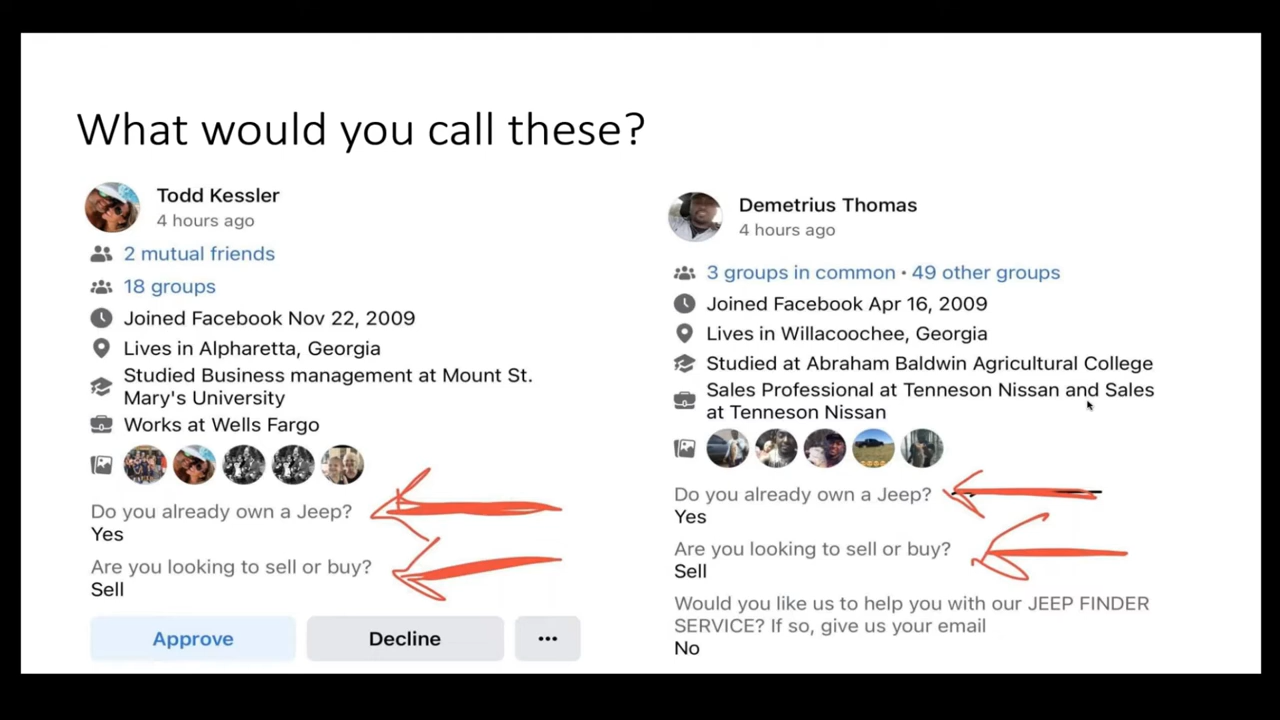 What would you call these?
Todd Kessler
4 hours ago
2 mutual friends
18 groups
Joined Facebook Nov 22, 2009
Lives in Alpharetta, Georgia
Studied Business management at Mount St.
Mary's University
Works at Wells Fargo
Do you already own a Jeep?
Yes
Are you looking to sell or buy?
Sell
Approve
Decline
Demetrius Thomas
4 hours ago
3 groups in common • 49 other groups
Joined Facebook Apr 16, 2009
Lives in Willacoochee, Georgia
Studied at Abraham Baldwin Agricultural College
Sales Professional at Tenneson Nissan and Sales
at Tenneson Nissan
Do you already own a Jeep?
Yes
Are you looking to sell or buy?
Sell
Would you like us to help you with our JEEP FINDER
SERVICE? If so, give us your email
No